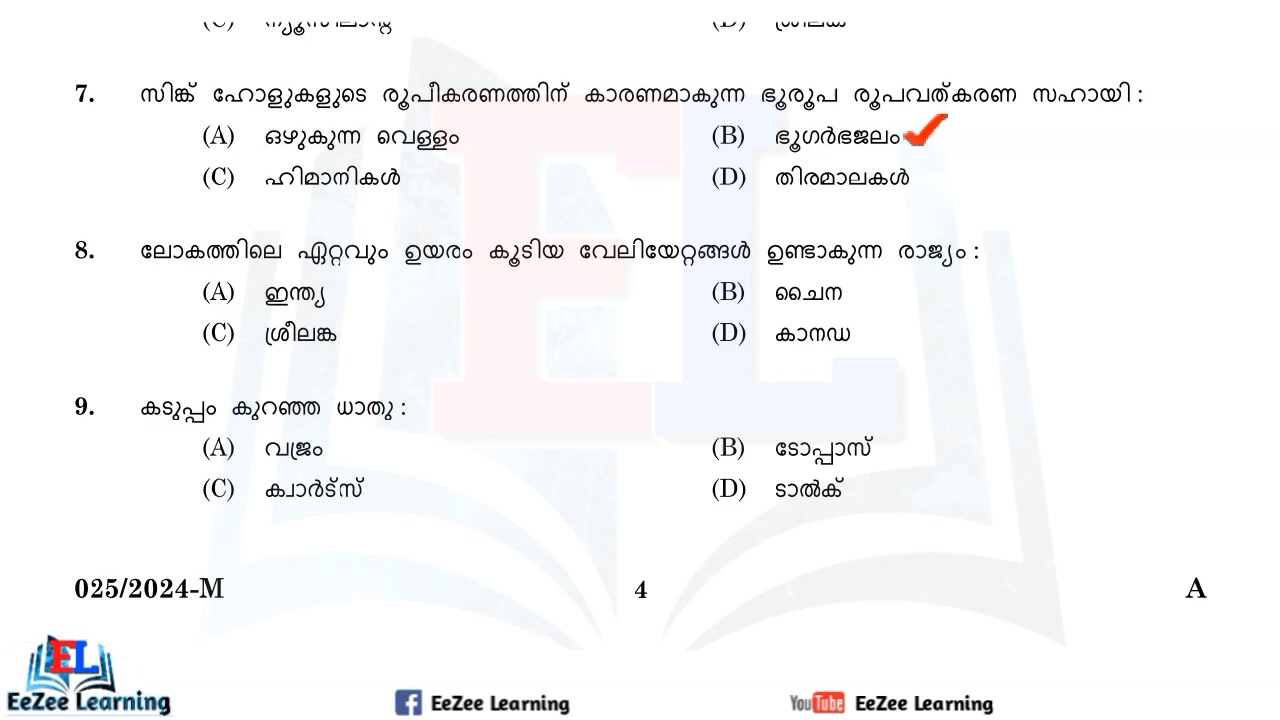 (C) ന്യൂസിലാന്റ് (D) ശ്രീലങ്ക
7. സിങ്ക് ഹോളുകളുടെ രൂപീകരണത്തിന് കാരണമാകുന്ന ഭൂരൂപ രൂപവത്കരണ സഹായി :
(A) ഒഴുകുന്ന വെള്ളം (B) ഭൂഗർഭജലം
(C) ഹിമാനികൾ (D) തിരമാലകൾ
8. ലോകത്തിലെ ഏറ്റവും ഉയരം കൂടിയ വേലിയേറ്റങ്ങൾ ഉണ്ടാകുന്ന രാജ്യം :
(A) ഇന്ത്യ (B) ചൈന
(C) ശ്രീലങ്ക (D) കാനഡ
9. കടുപ്പം കുറഞ്ഞ ധാതു :
(A) വജ്രം (B) ടോപ്പാസ്
(C) ക്വാർട്സ് (D) ടാൽക്
025/2024-M 4 A
EL
EeZee Learning EeZee Learning YouTube EeZee Learning